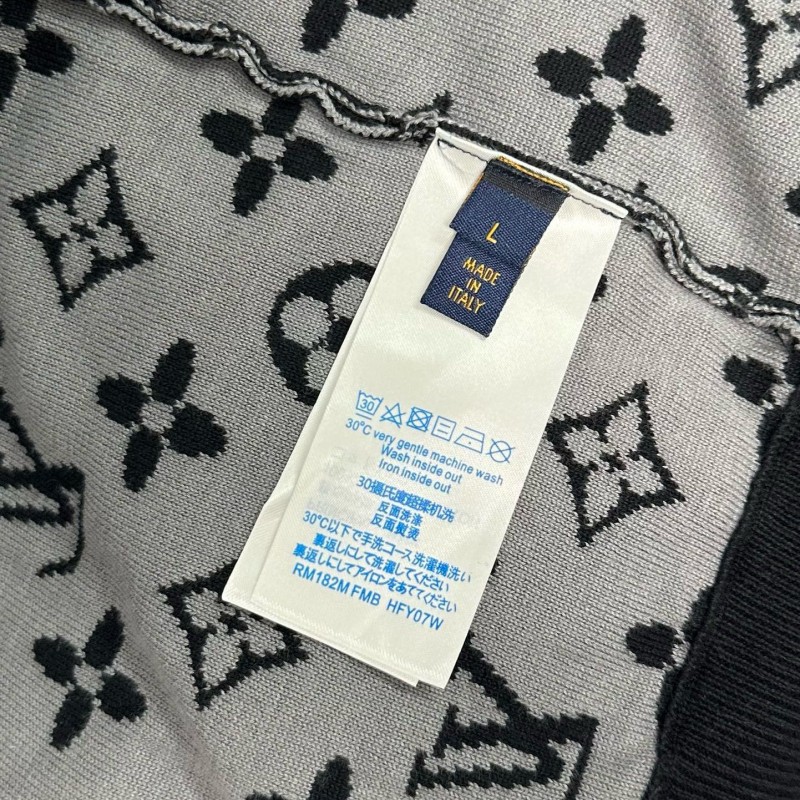 L
MADE
IN
ITALY
30
30°C very gentle machine wash
Wash inside out
Iron inside out
30摄氏度超揉机洗
反面洗涤
反面熨烫
30°C以下で手洗コース洗濯機洗い
裏返しにして洗濯してください
裏返しにしてアイロンをあててください
RM182M FMB HFY07W